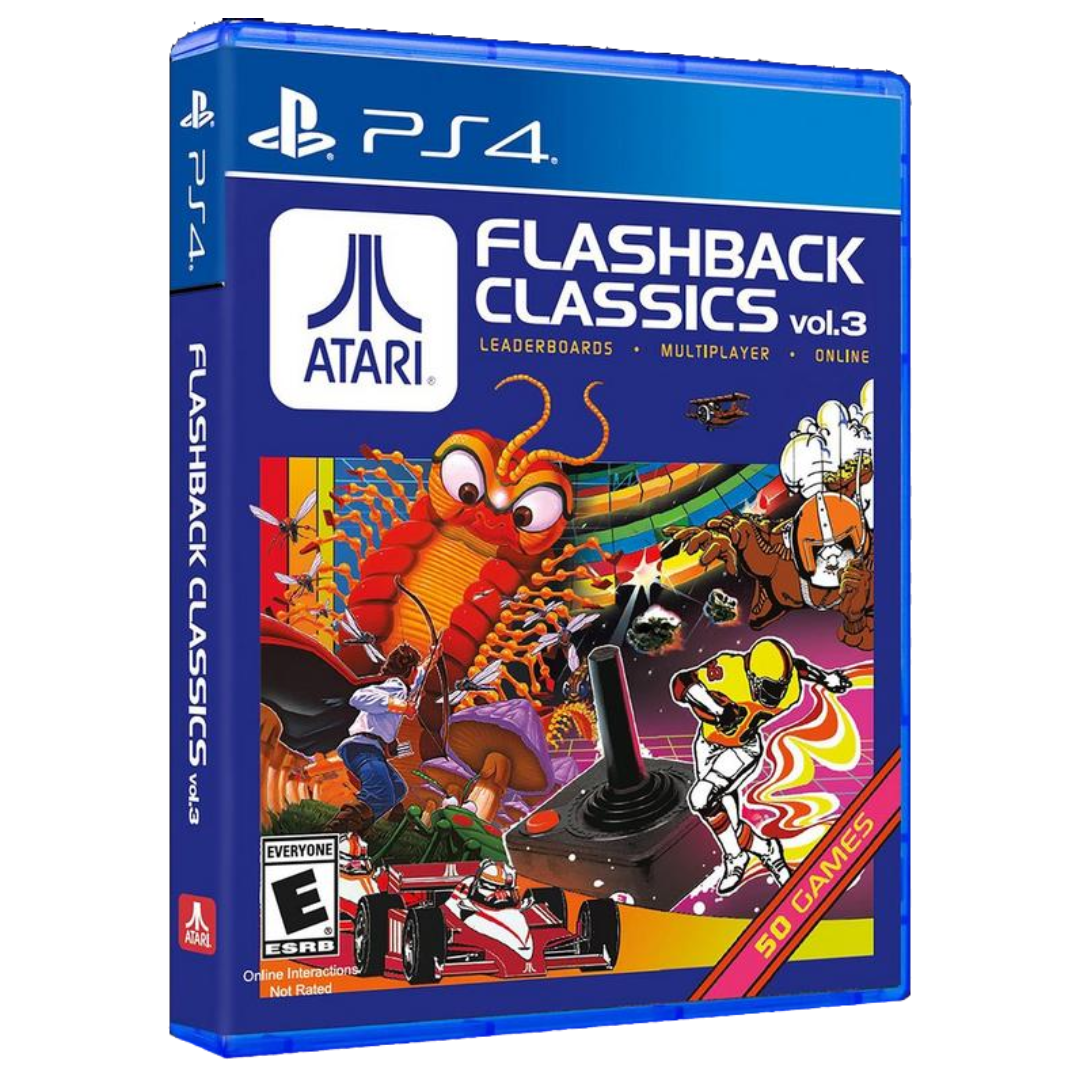 PS4
PS4
ATARI
FLASHBACK
CLASSICS vol.3
LEADERBOARDS • MULTIPLAYER • ONLINE
FLASHBACK CLASSICS vol.3
50 GAMES
EVERYONE
E
ESRB
Online Interactions
Not Rated
ATARI